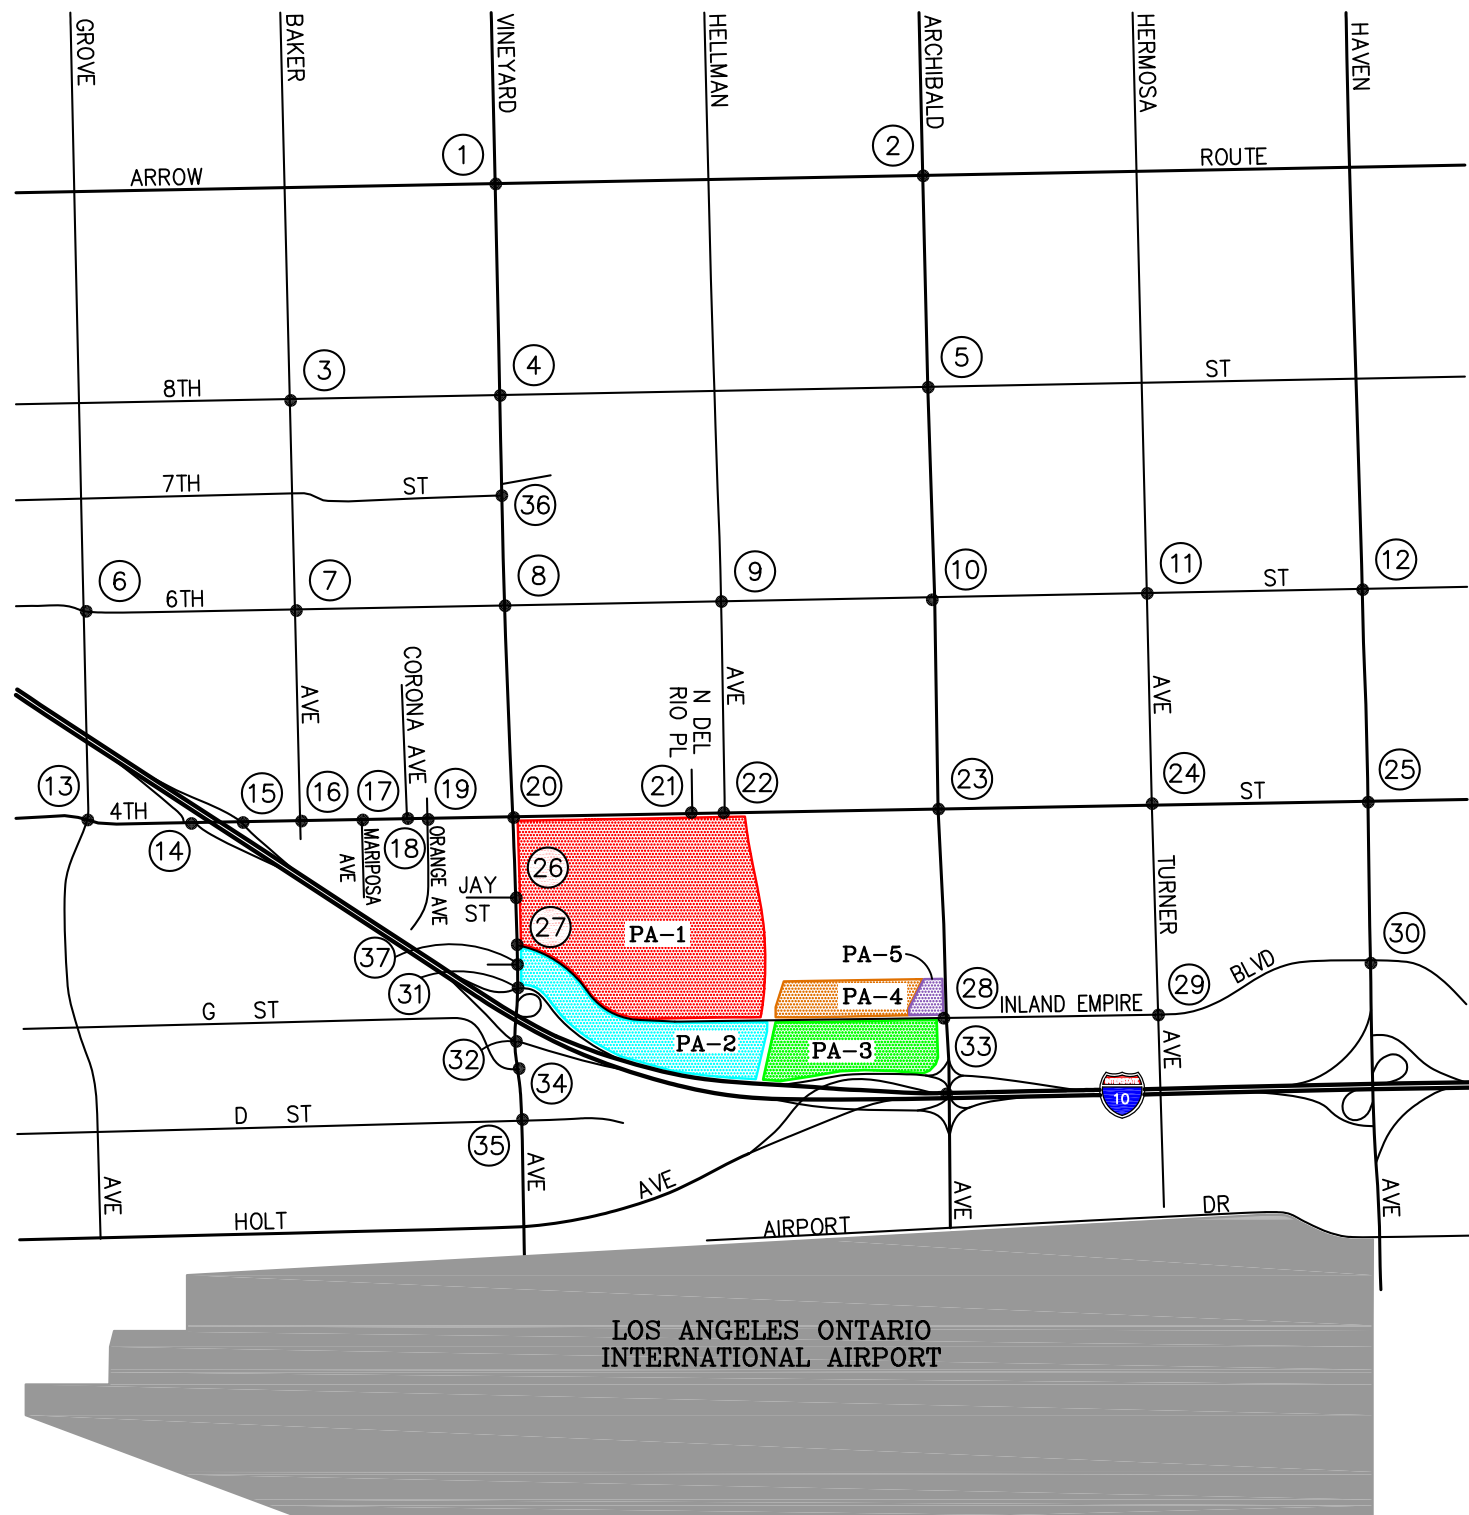 GROVE
BAKER
VINEYARD
HELLMAN
ARCHIBALD
HERMOSA
HAVEN
1
2
ARROW
ROUTE
3
4
5
8TH
ST
7TH
ST
36
6
7
8
9
10
11
12
6TH
ST
CORONA AVE
AVE
N DEL
RIO PL
AVE
AVE
13
15
16
17
19
20
21
22
23
24
25
4TH
ST
14
18
MARIPOSA
AVE
ORANGE AVE
26
JAY
ST
TURNER
27
PA-1
37
PA-5
30
31
PA-4
28
INLAND EMPIRE
29
BLVD
G ST
32
PA-2
PA-3
33
AVE
34
INTERSTATE
10
D ST
35
AVE
AVE
AVE
AVE
AVE
HOLT
AIRPORT
DR
LOS ANGELES ONTARIO
INTERNATIONAL AIRPORT